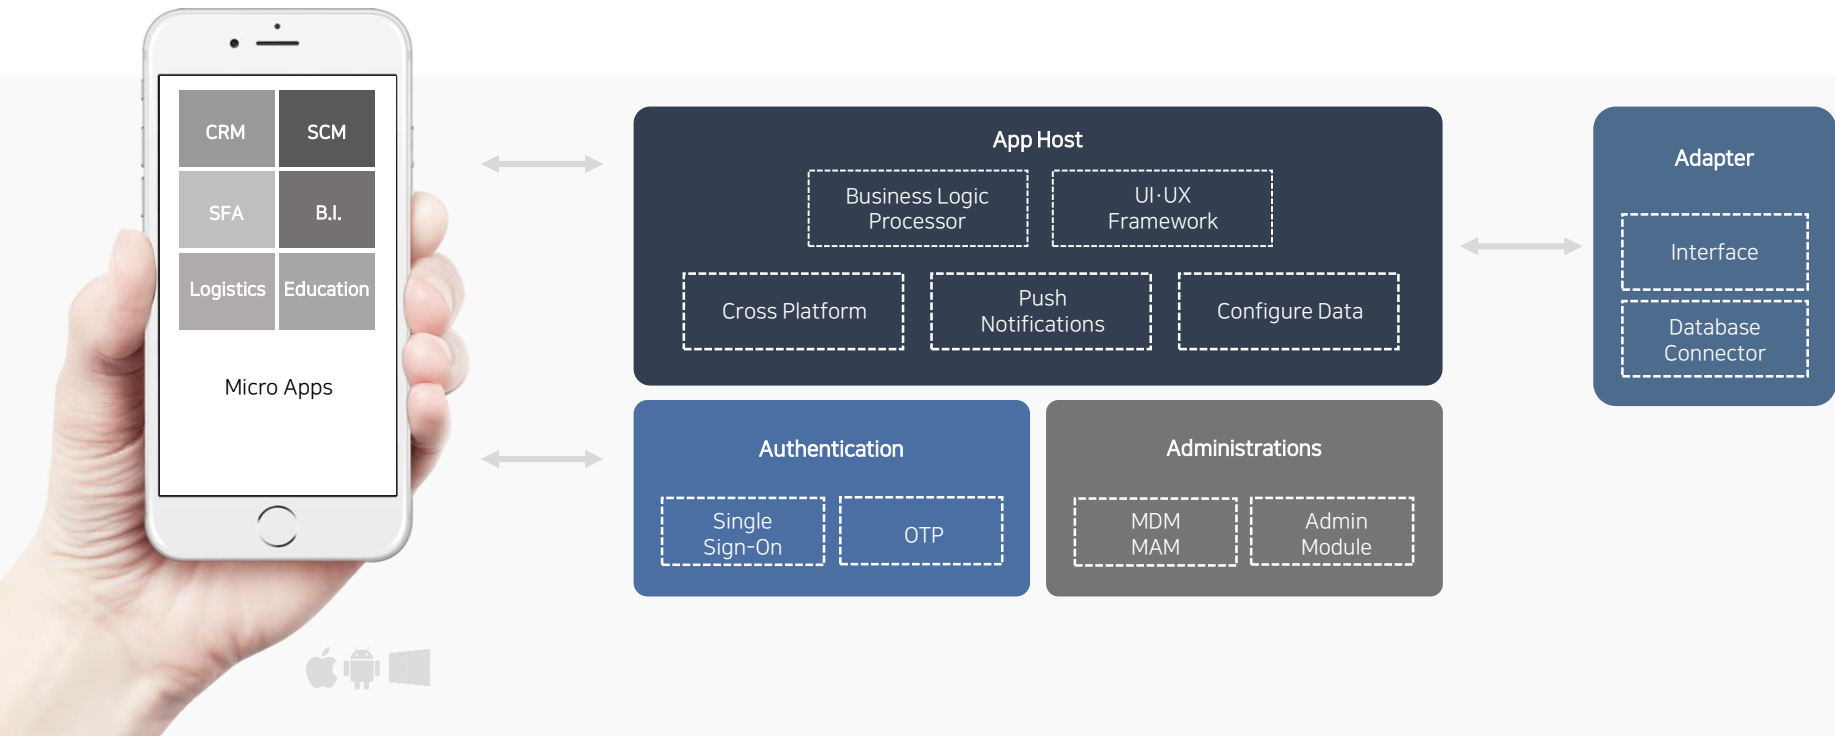 CRM
SCM
SFA
B.I.
Logistics
Education
Micro Apps
App Host
Business Logic
Processor
UI·UX
Framework
Cross Platform
Push
Notifications
Configure Data
Authentication
Single
Sign-On
OTP
Administrations
MDM
MAM
Admin
Module
Adapter
Interface
Database
Connector